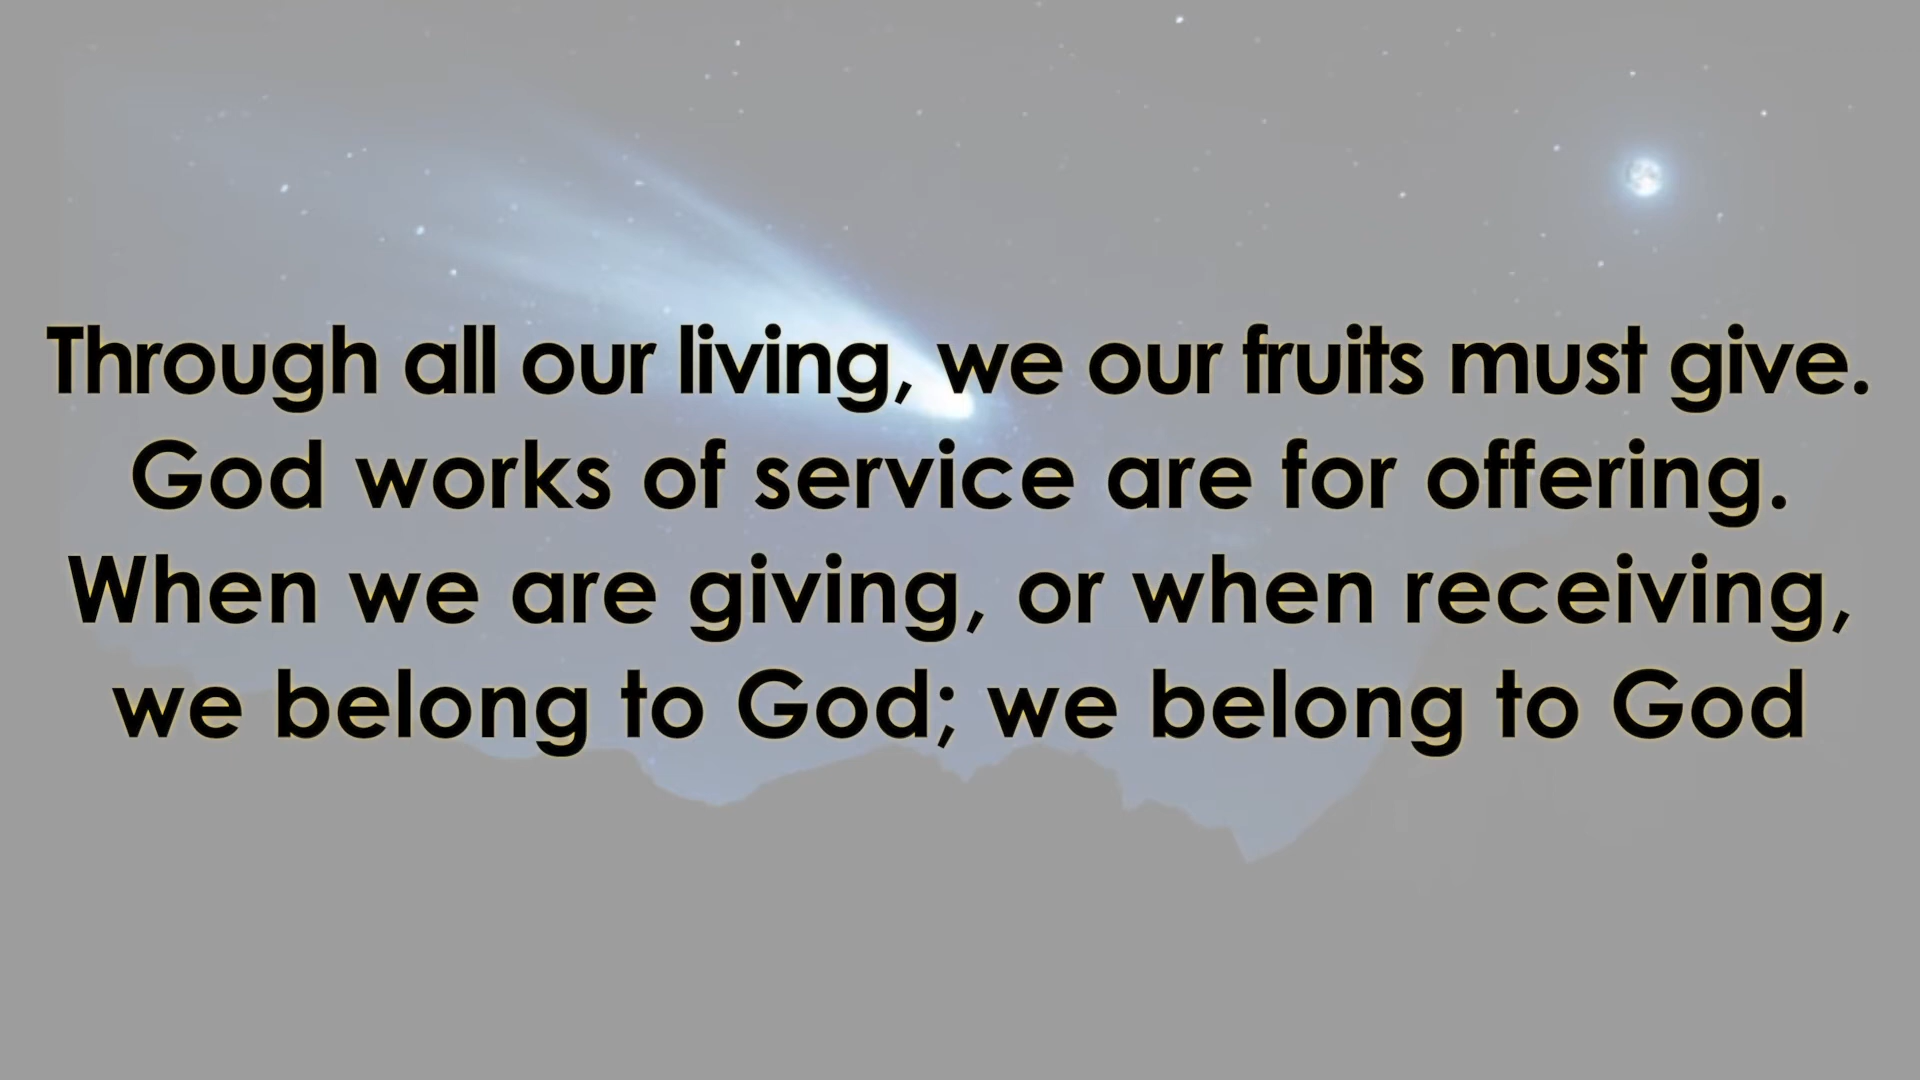 Through all our living, we our fruits must give.
God works of service are for offering.
When we are giving, or when receiving,
we belong to God; we belong to God